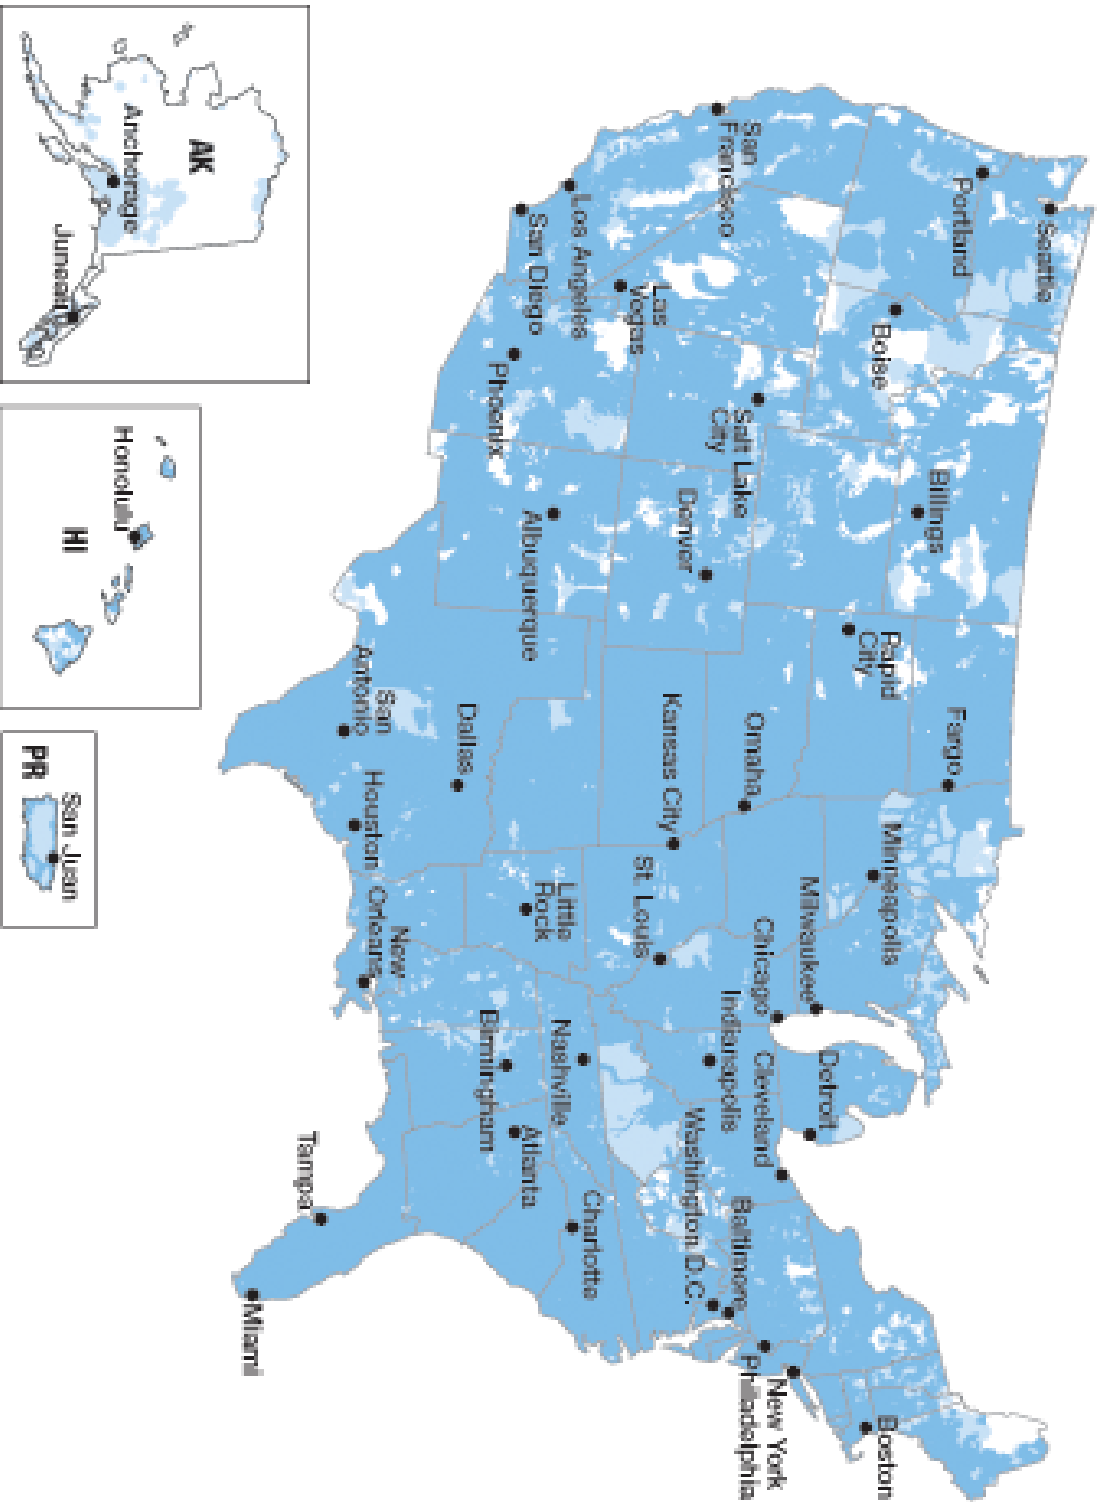 Seattle
Portland
Boise
Billings
Fargo
Minneapolis
Rapid
City
San
Francisco
Salt Lake
City
Las
Vegas
Los Angeles
San Diego
Phoenix
Albuquerque
Denver
Omaha
Kansas City
St. Louis
Milwaukee
Chicago
Indianapolis
Detroit
Cleveland
Boston
New York
Philadelphia
Baltimore
Washington D.C.
Charlotte
Nashville
Atlanta
Birmingham
Little
Rock
Dallas
San
Antonio
Houston
New
Orleans
Tampa
Miami
AK
Anchorage
Juneau
Honolulu
HI
San Juan
PR